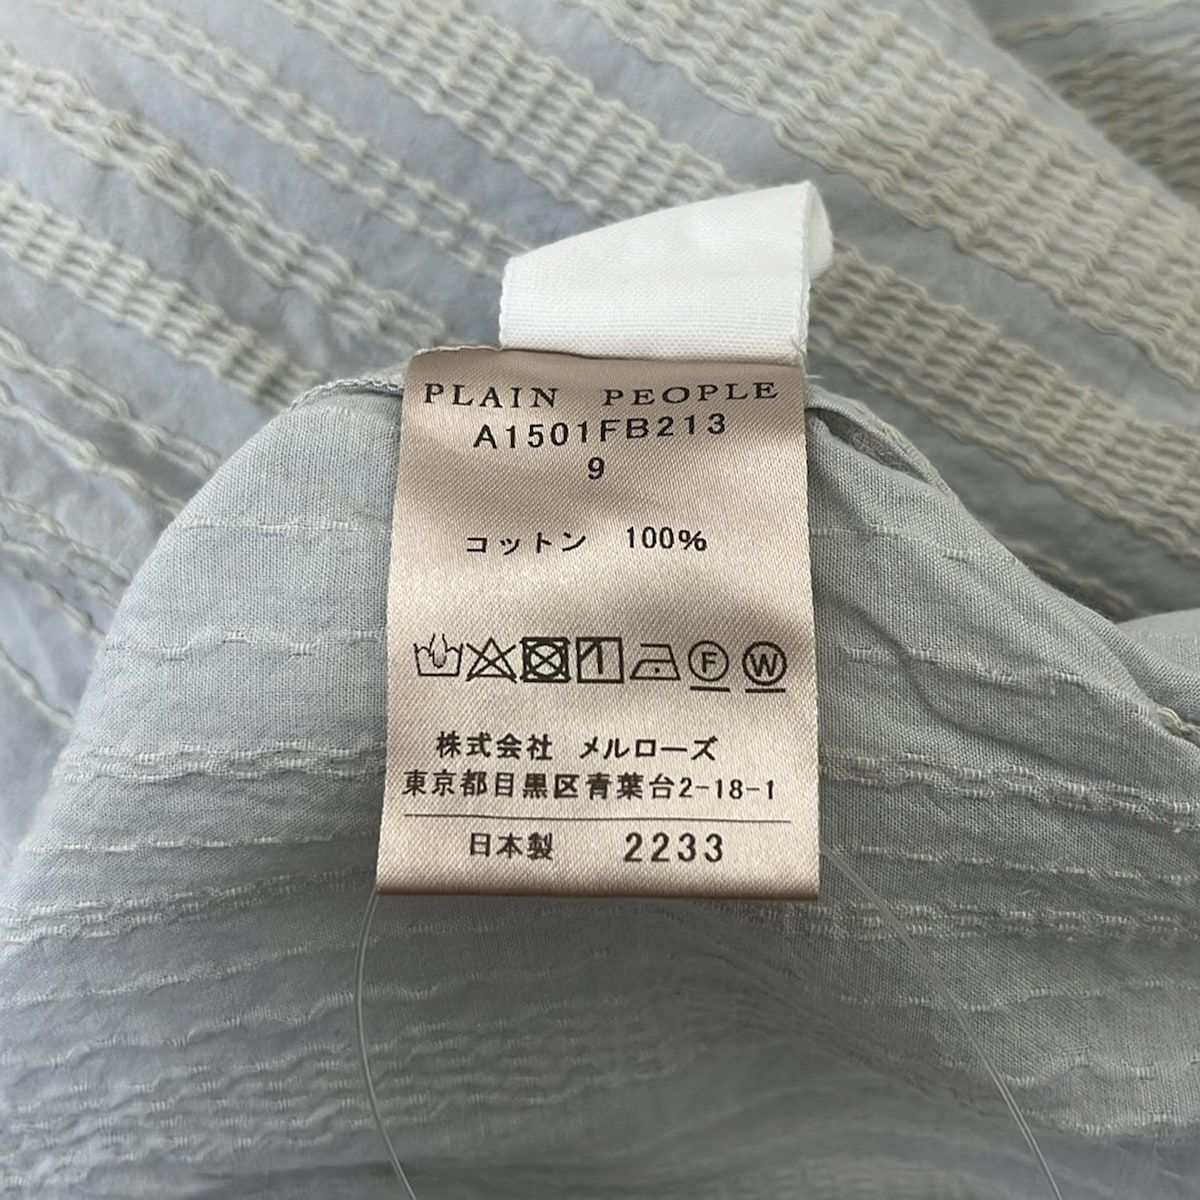 PLAIN PEOPLE
A1501FB213
9
コットン 100%
F W
株式会社 メルローズ
東京都目黒区青葉台2-18-1
日本製 2233